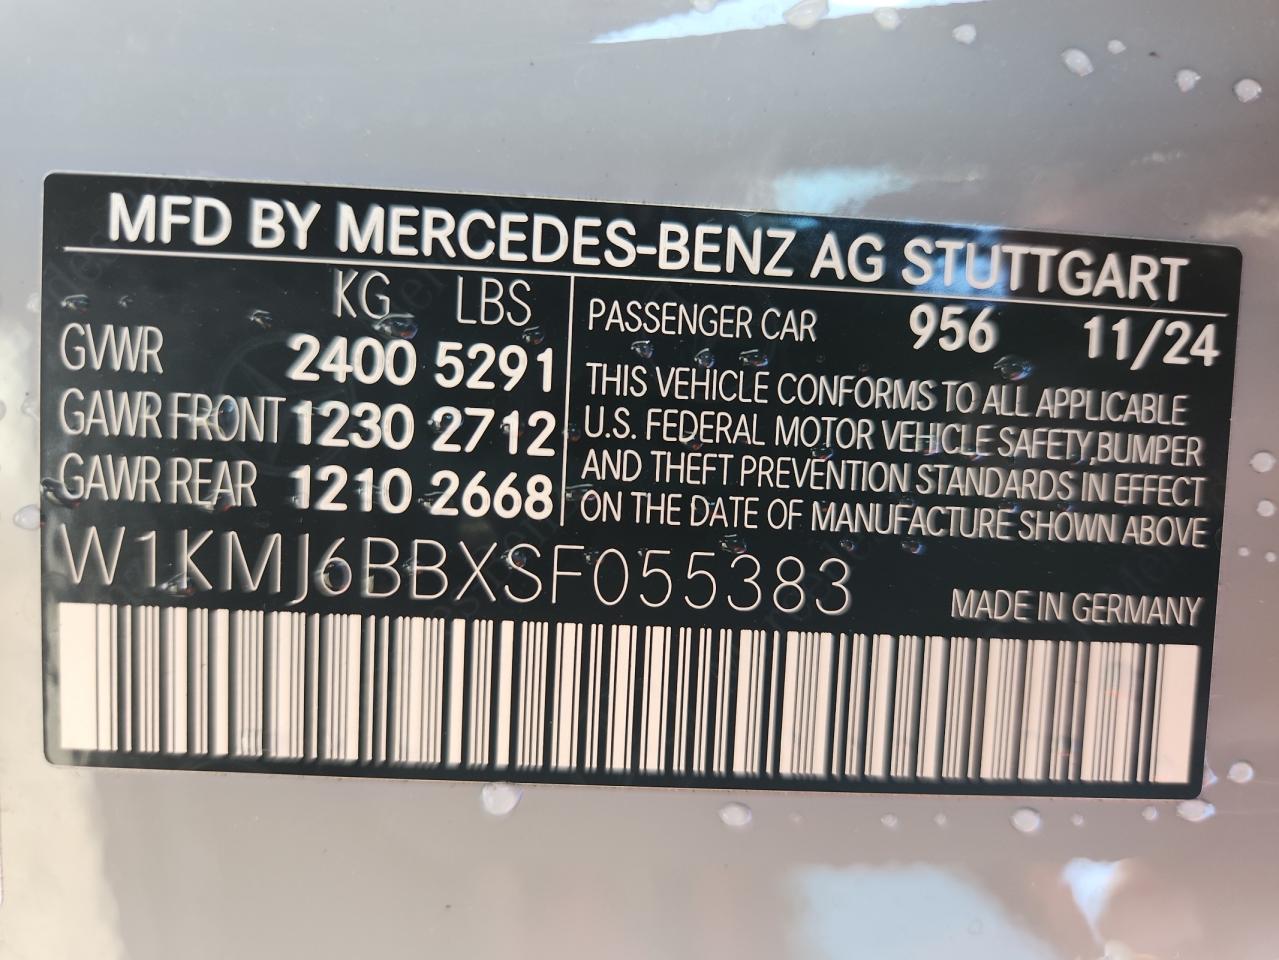 MFD BY MERCEDES-BENZ AG STUTTGART
KG LBS
GVWR 2400 5291
GAWR FRONT 1230 2712
GAWR REAR 1210 2668
PASSENGER CAR 956 11/24
THIS VEHICLE CONFORMS TO ALL APPLICABLE
U.S. FEDERAL MOTOR VEHICLE SAFETY, BUMPER
AND THEFT PREVENTION STANDARDS IN EFFECT
ON THE DATE OF MANUFACTURE SHOWN ABOVE
W1KMJ6BBXSF055383
MADE IN GERMANY